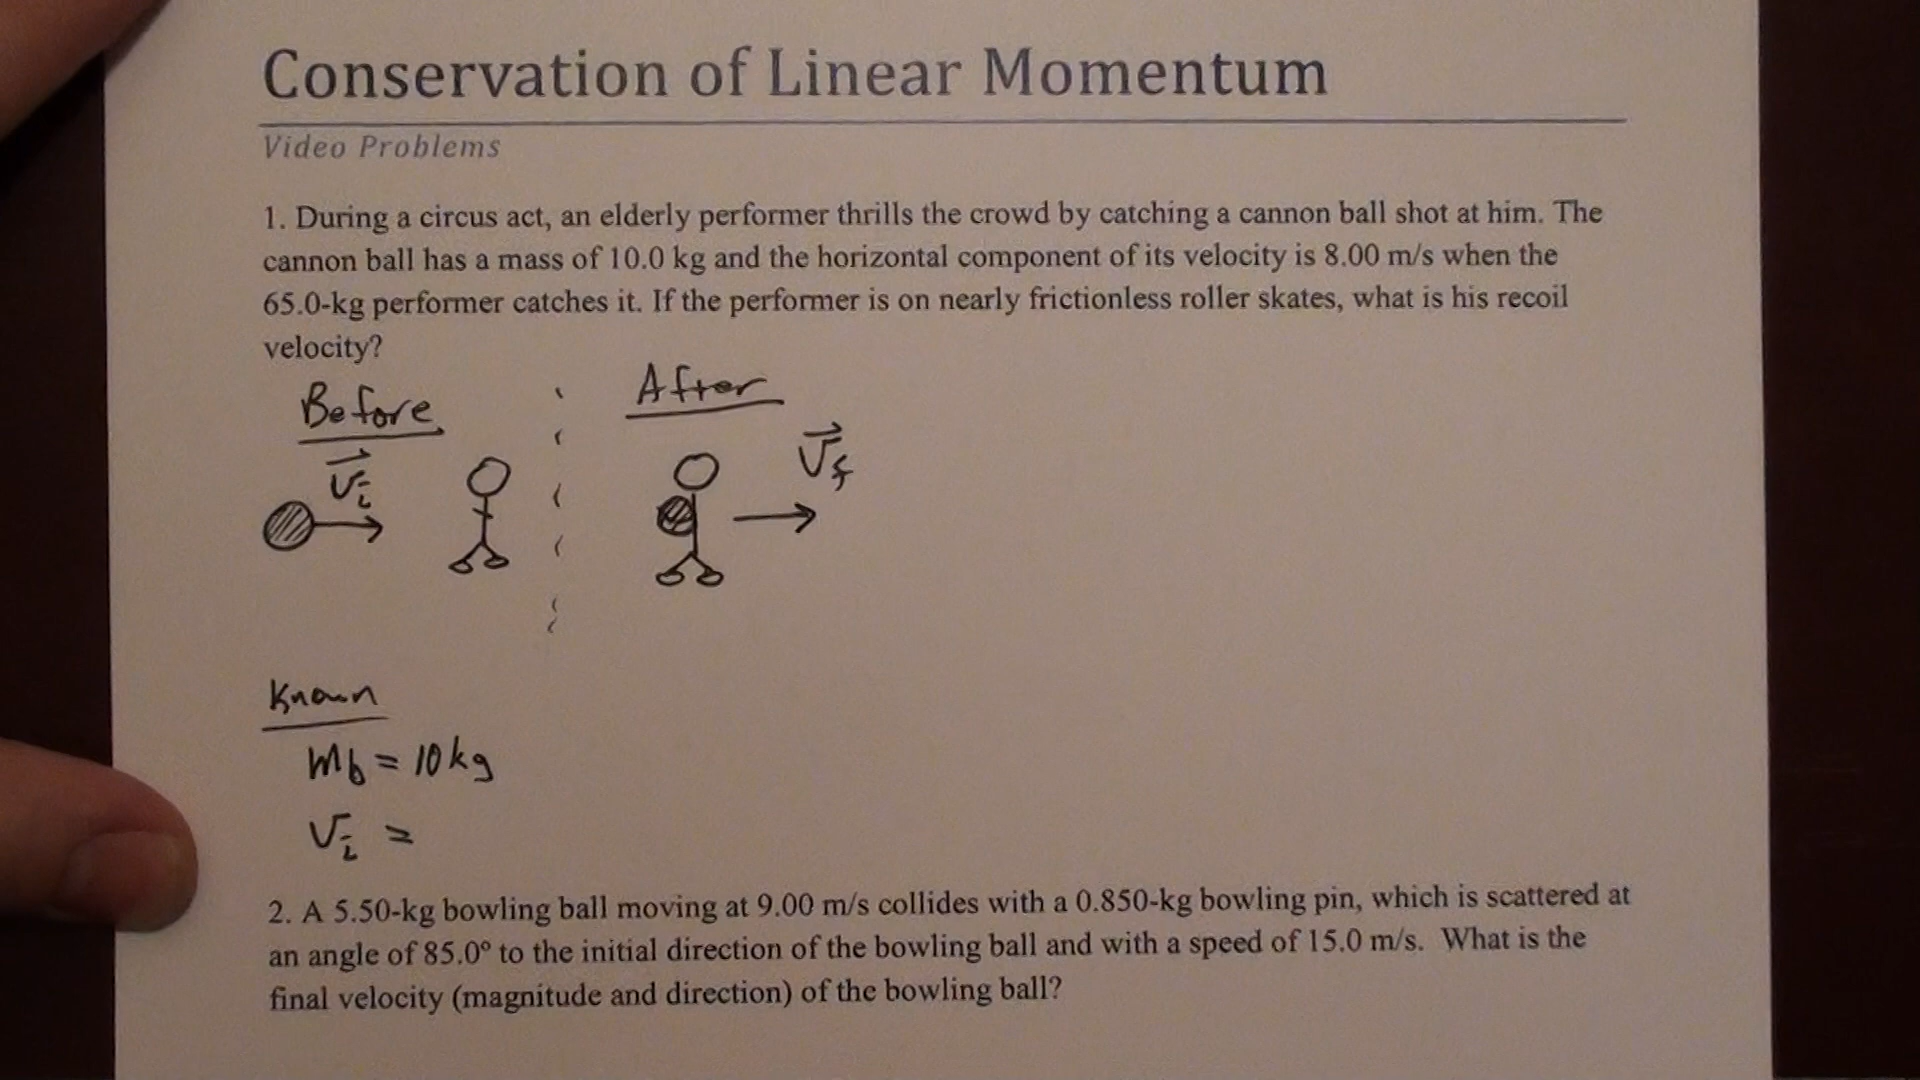 Conservation of Linear Momentum
Video Problems
1. During a circus act, an elderly performer thrills the crowd by catching a cannon ball shot at him. The
cannon ball has a mass of 10.0 kg and the horizontal component of its velocity is 8.00 m/s when the
65.0-kg performer catches it. If the performer is on nearly frictionless roller skates, what is his recoil
velocity?
Before
After
V⃗i
V⃗f
Known
mb = 10 kg
Vi =
2. A 5.50-kg bowling ball moving at 9.00 m/s collides with a 0.850-kg bowling pin, which is scattered at
an angle of 85.0º to the initial direction of the bowling ball and with a speed of 15.0 m/s. What is the
final velocity (magnitude and direction) of the bowling ball?